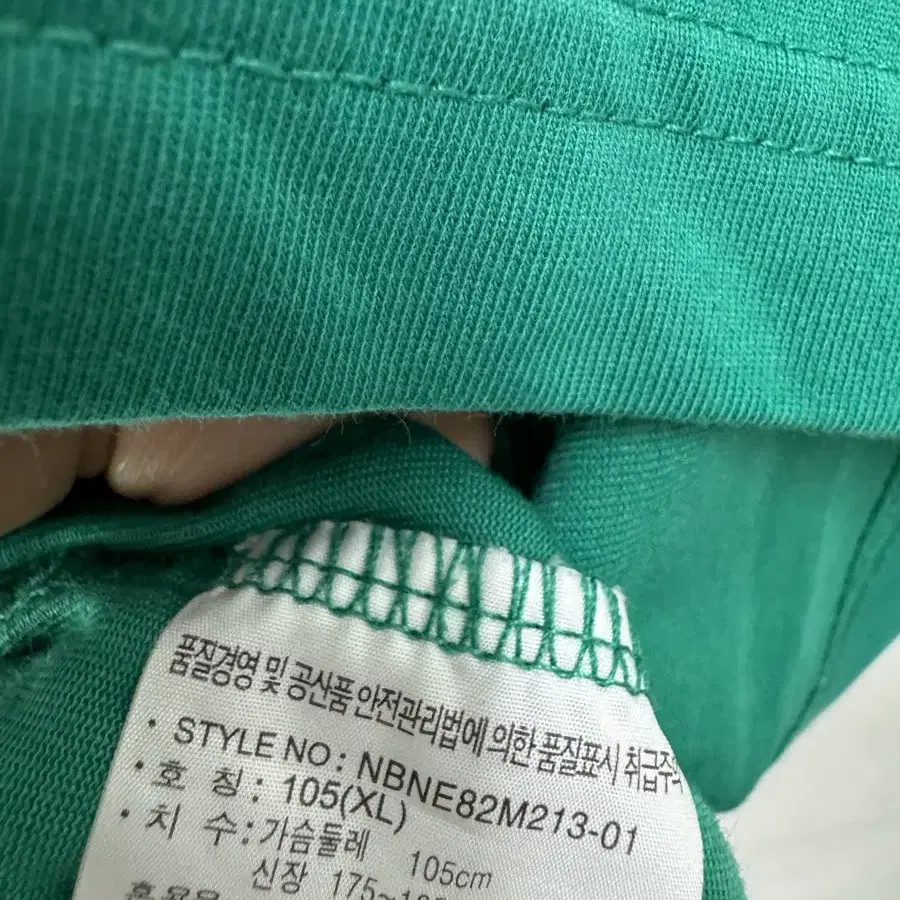 품질경영 및 공산품 안전관리법에 의한 품질표시 취급주의
· STYLE NO : NBNE82M213-01
· 호 칭 : 105(XL)
· 치 수 : 가슴둘레 105cm
신장